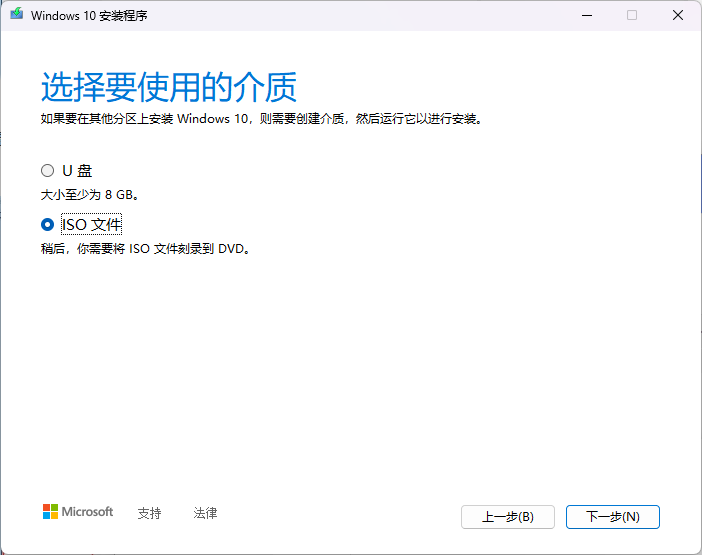 Windows 10 安装程序
选择要使用的介质
如果要在其他分区上安装 Windows 10，则需要创建介质，然后运行它以进行安装。
U 盘
大小至少为 8 GB。
ISO 文件
稍后，你需要将 ISO 文件刻录到 DVD。
Microsoft 支持 法律 上一步(B) 下一步(N)